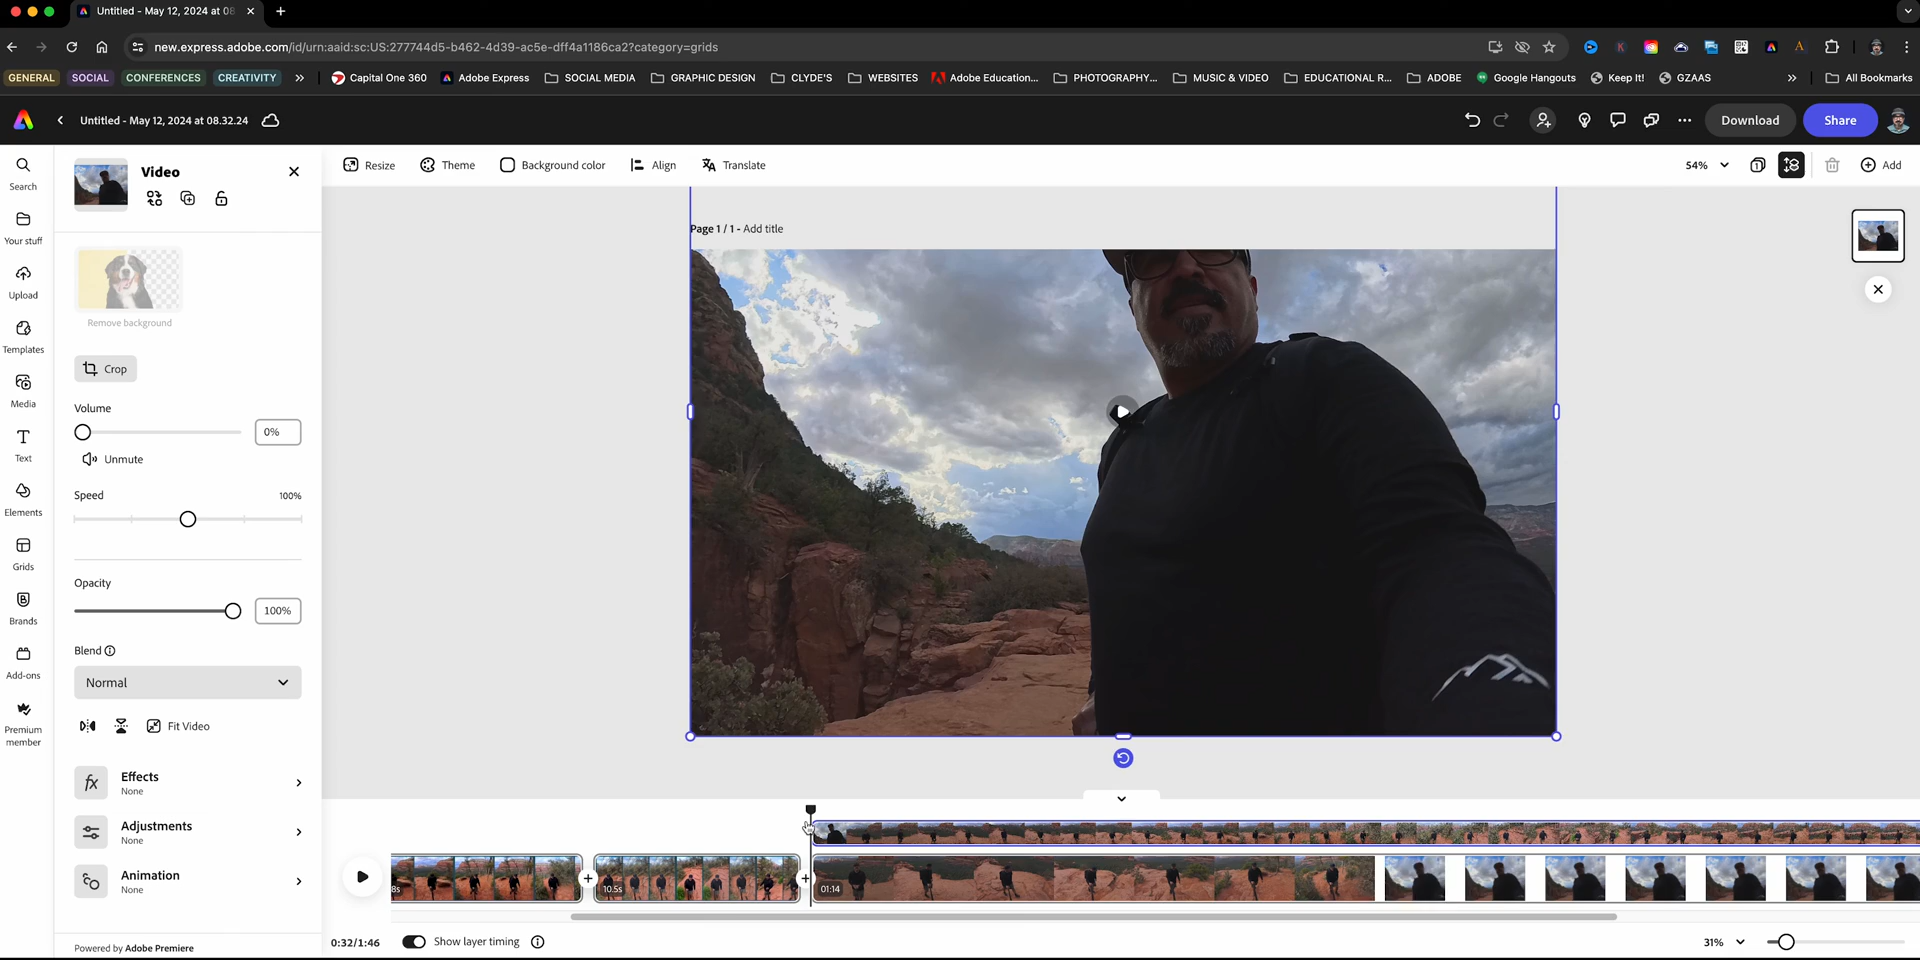 Untitled - May 12, 2024 at 08
new.express.adobe.com/id/urn:aaid:sc:US:277744d5-b462-4d39-ac5e-dff4a1186ca2?category=grids
GENERAL SOCIAL CONFERENCES CREATIVITY Capital One 360 Adobe Express SOCIAL MEDIA GRAPHIC DESIGN CLYDE'S WEBSITES Adobe Education... PHOTOGRAPHY... MUSIC & VIDEO EDUCATIONAL R... ADOBE Google Hangouts Keep It! GZAAS All Bookmarks
Untitled - May 12, 2024 at 08.32.24 Download Share
Search
Your stuff
Upload
Templates
Media
Text
Elements
Grids
Brands
Add-ons
Premium
member
Video
Remove background
Crop
Volume
0%
Unmute
Speed 100%
Opacity
100%
Blend
Normal
Fit Video
Effects
None
Adjustments
None
Animation
None
Powered by Adobe Premiere
Resize Theme Background color Align Translate 54% Add
Page 1 / 1 - Add title
8s 10.5s 01:14
0:32/1:46 Show layer timing 31%